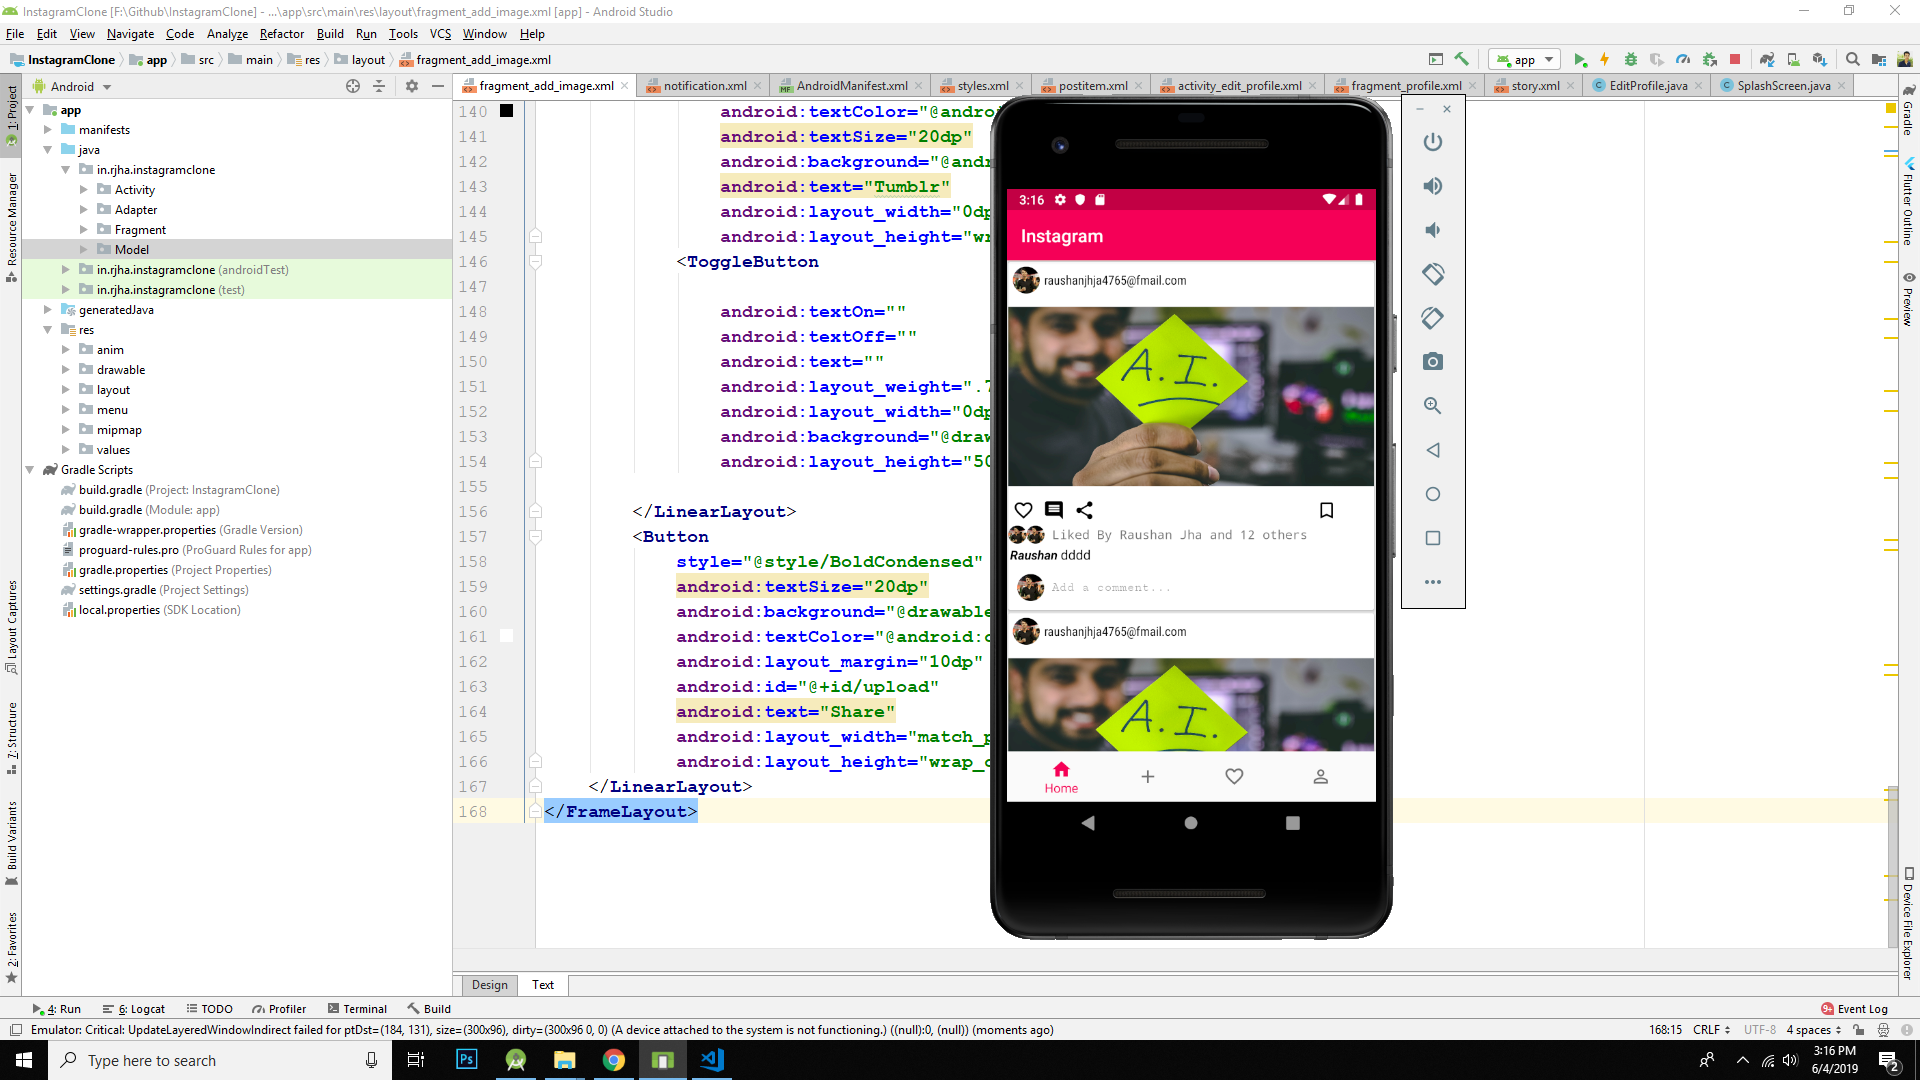 InstagramClone [F:\Github\InstagramClone] - ...\app\src\main\res\layout\fragment_add_image.xml [app] - Android Studio
File Edit View Navigate Code Analyze Refactor Build Run Tools VCS Window Help
InstagramClone app src main res layout fragment_add_image.xml app
Android
fragment_add_image.xml notification.xml AndroidManifest.xml styles.xml postitem.xml activity_edit_profile.xml fragment_profile.xml story.xml EditProfile.java SplashScreen.java
1: Project
Resource Manager
Layout Captures
7: Structure
Build Variants
2: Favorites
app
manifests
java
in.rjha.instagramclone
Activity
Adapter
Fragment
Model
in.rjha.instagramclone (androidTest)
in.rjha.instagramclone (test)
generatedJava
res
anim
drawable
layout
menu
mipmap
values
Gradle Scripts
build.gradle (Project: InstagramClone)
build.gradle (Module: app)
gradle-wrapper.properties (Gradle Version)
proguard-rules.pro (ProGuard Rules for app)
gradle.properties (Project Properties)
settings.gradle (Project Settings)
local.properties (SDK Location)
140 android:textColor="@andro
141 android:textSize="20dp"
142 android:background="@andr
143 android:text="Tumblr"
144 android:layout_width="0dp
145 android:layout_height="wr
146 <ToggleButton
147
148 android:textOn=""
149 android:textOff=""
150 android:text=""
151 android:layout_weight=".7
152 android:layout_width="0dp
153 android:background="@draw
154 android:layout_height="50
155
156 </LinearLayout>
157 <Button
158 style="@style/BoldCondensed"
159 android:textSize="20dp"
160 android:background="@drawable
161 android:textColor="@android:c
162 android:layout_margin="10dp"
163 android:id="@+id/upload"
164 android:text="Share"
165 android:layout_width="match_p
166 android:layout_height="wrap_c
167 </LinearLayout>
168 </FrameLayout>
3:16
Instagram
raushanjhja4765@fmail.com
A.I.
Liked By Raushan Jha and 12 others
Raushan dddd
Add a comment...
raushanjhja4765@fmail.com
A.I.
Home
Gradle
Flutter Outline
Preview
Device File Explorer
Design Text
4: Run 6: Logcat TODO Profiler Terminal Build 9+ Event Log
Emulator: Critical: UpdateLayeredWindowIndirect failed for ptDst=(184, 131), size=(300x96), dirty=(300x96 0, 0) (A device attached to the system is not functioning.) ((null):0, (null)) (moments ago) 168:15 CRLF UTF-8 4 spaces
Type here to search Ps 3:16 PM
6/4/2019 2